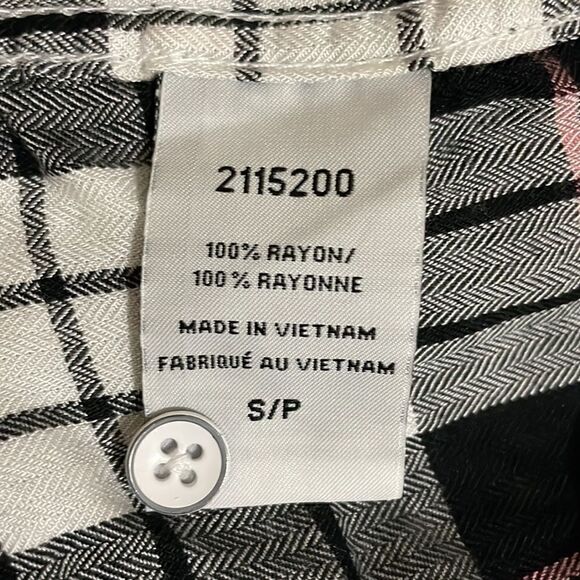 2115200
100% RAYON/
100% RAYONNE
MADE IN VIETNAM
FABRIQUÉ AU VIETNAM
S/P